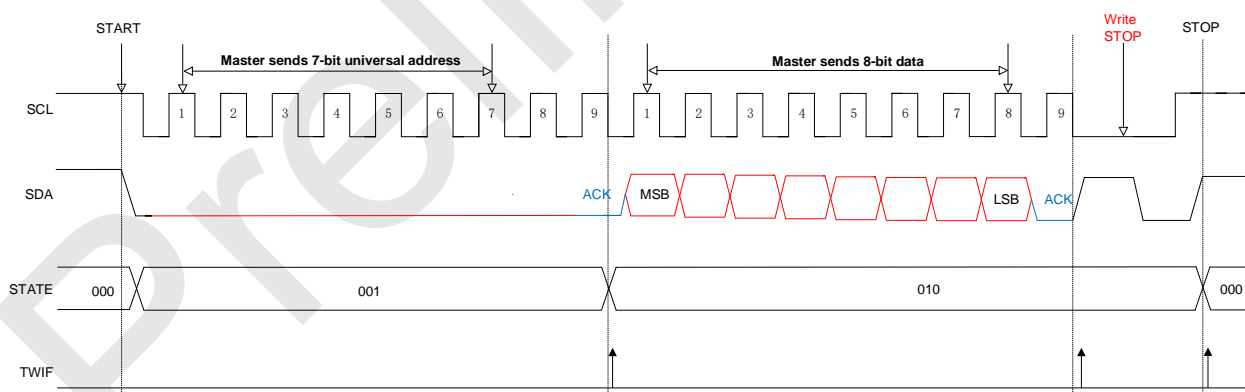 START
Write
STOP
STOP
Master sends 7-bit universal address
Master sends 8-bit data
SCL
1 2 3 4 5 6 7 8 9 1 2 3 4 5 6 7 8 9
SDA
ACK MSB LSB ACK
STATE
000 001 010 000
TWIF